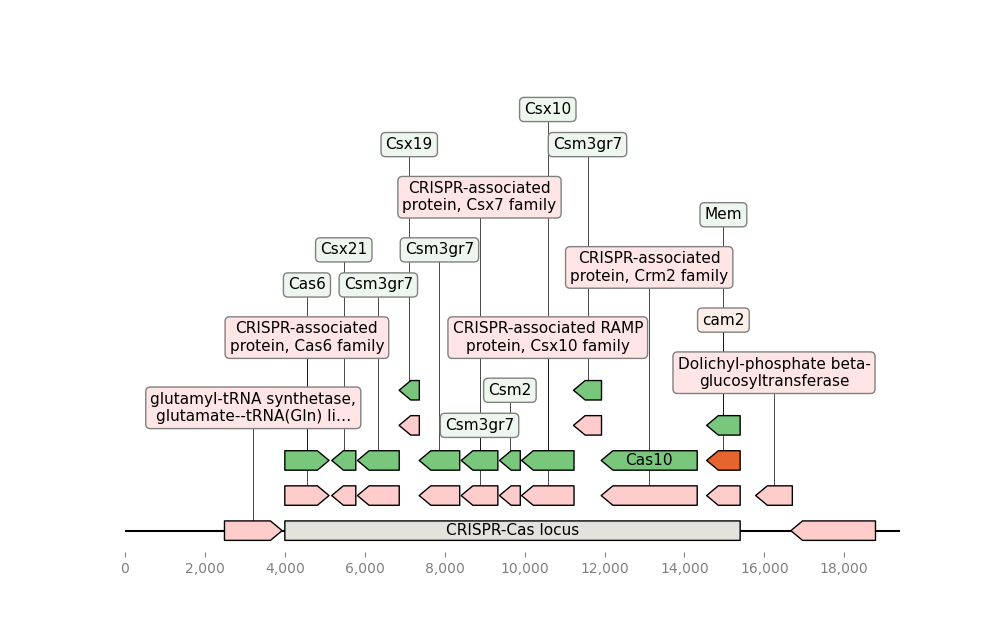 Csx10
Csx19
Csm3gr7
CRISPR-associated
protein, Csx7 family
Mem
Csx21
Csm3gr7
CRISPR-associated
protein, Crm2 family
Cas6
Csm3gr7
cam2
CRISPR-associated
protein, Cas6 family
CRISPR-associated RAMP
protein, Csx10 family
Dolichyl-phosphate beta-
glucosyltransferase
Csm2
glutamyl-tRNA synthetase,
glutamate--tRNA(Gln) li...
Csm3gr7
Cas10
CRISPR-Cas locus
0 2,000 4,000 6,000 8,000 10,000 12,000 14,000 16,000 18,000